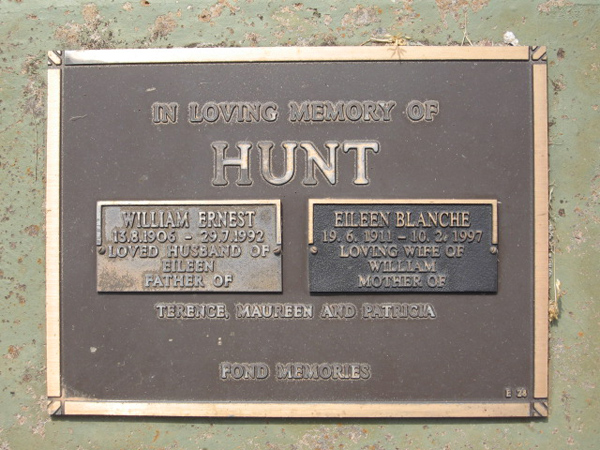 IN LOVING MEMORY OF
HUNT
WILLIAM ERNEST
13.8.1906 - 29.7.1992
LOVED HUSBAND OF
EILEEN
FATHER OF
EILEEN BLANCHE
19. 6. 1911 - 10. 2. 1997
LOVING WIFE OF
WILLIAM
MOTHER OF
TERENCE, MAUREEN AND PATRICIA
FOND MEMORIES
E 28